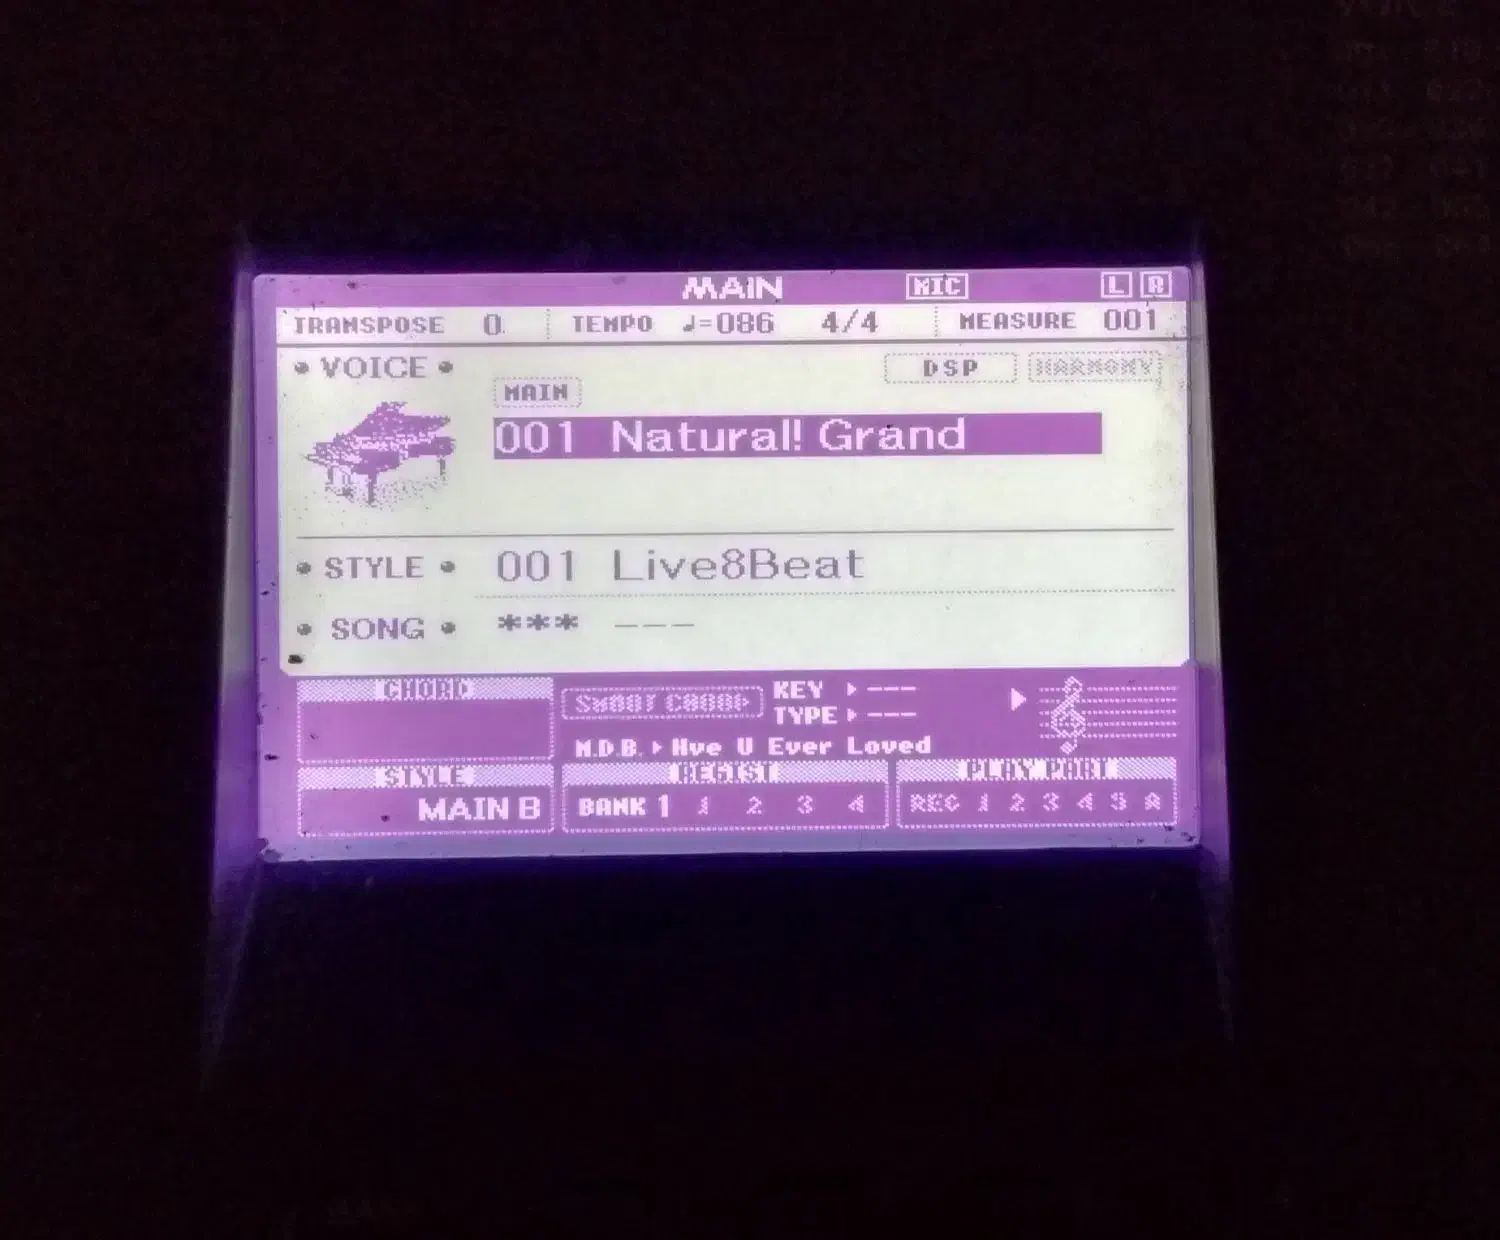 MAIN MIC L R
TRANSPOSE 0 TEMPO ♩=086 4/4 MEASURE 001
VOICE DSP HARMONY
MAIN
001 Natural! Grand
STYLE 001 Live8Beat
SONG *** ---
CHORD KEY ---
TYPE ---
M.D.B. Hve U Ever Loved
STYLE REGIST PLAY PART
MAIN B BANK 1 1 2 3 4 REC 1 2 3 4 5 A